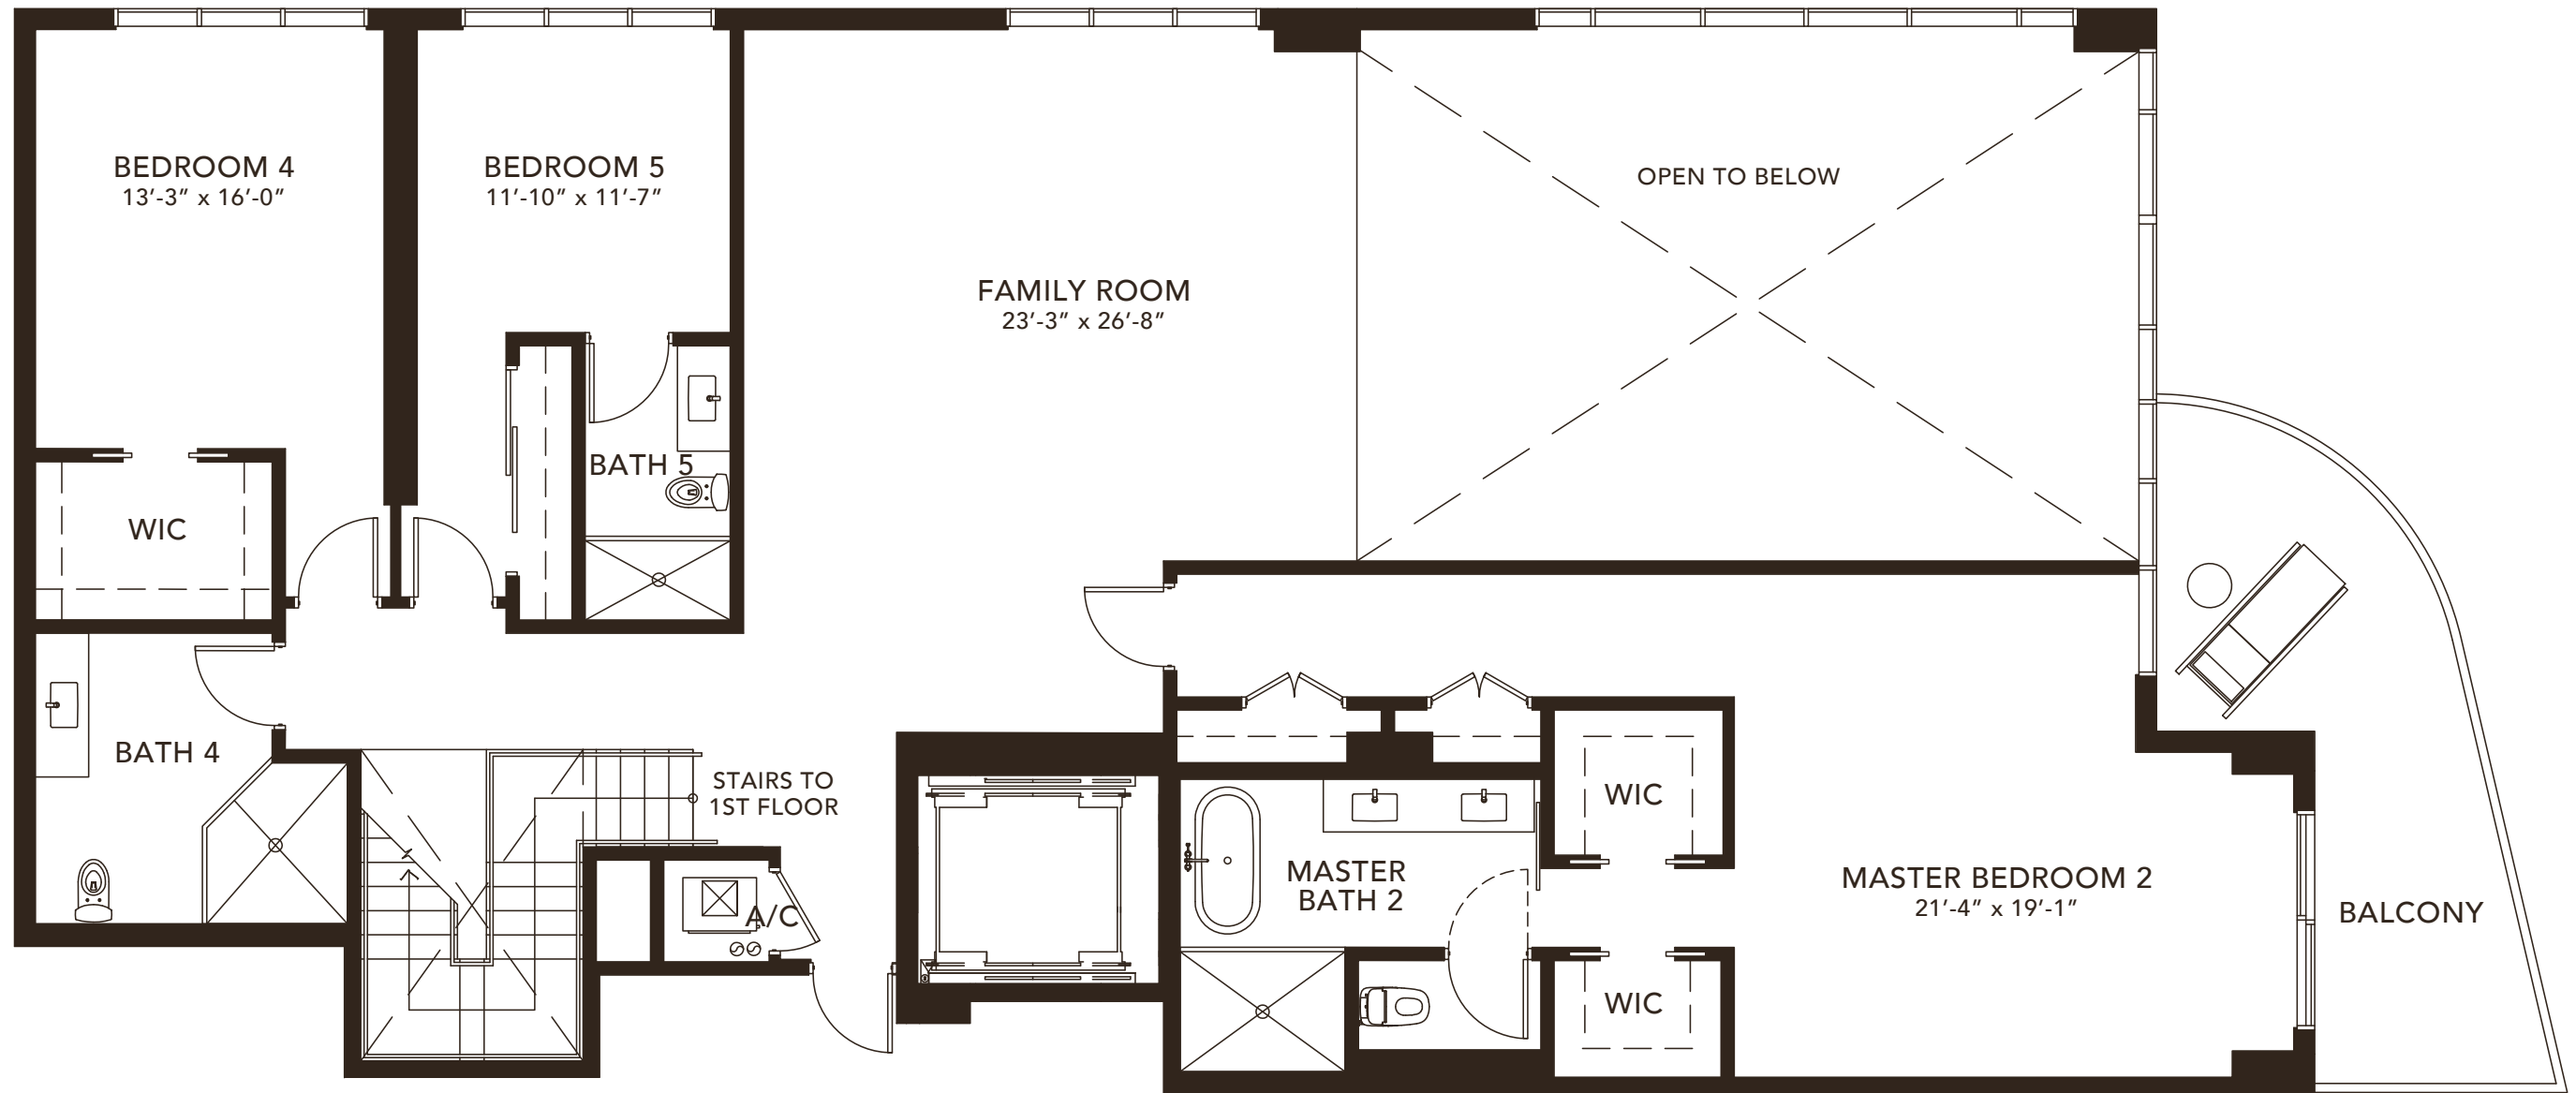 BEDROOM 4
13′-3″ x 16′-0″
BEDROOM 5
11′-10″ x 11′-7″
OPEN TO BELOW
FAMILY ROOM
23′-3″ x 26′-8″
BATH 5
WIC
BATH 4
STAIRS TO
1ST FLOOR
A/C
MASTER
BATH 2
WIC
WIC
MASTER BEDROOM 2
21′-4″ x 19′-1″
BALCONY